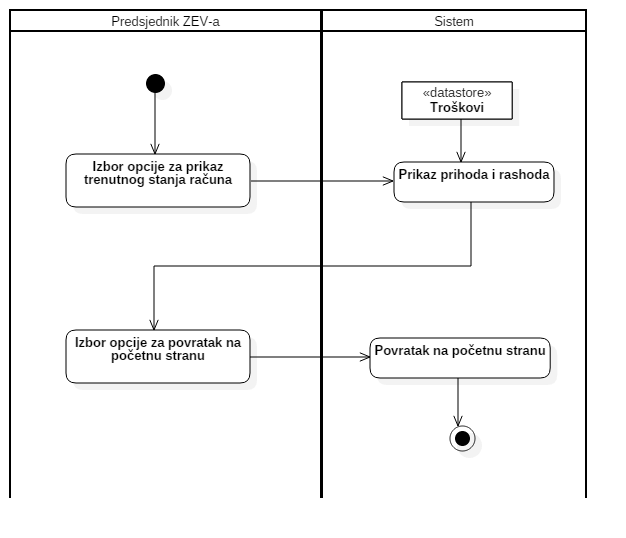 Predsjednik ZEV-a
Sistem
«datastore»
Troškovi
Izbor opcije za prikaz
trenutnog stanja računa
Prikaz prihoda i rashoda
Izbor opcije za povratak na
početnu stranu
Povratak na početnu stranu